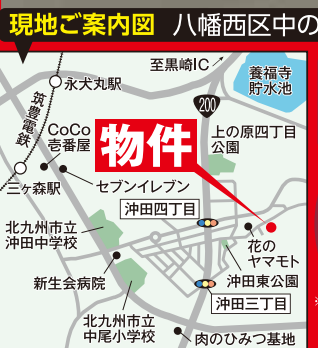 現地ご案内図 八幡西区中の
至黒崎IC
養福寺
貯水池
永犬丸駅
筑豊電鉄
200
CoCo
壱番屋
物件
上の原四丁目
公園
三ヶ森駅
セブンイレブン
沖田四丁目
北九州市立
沖田中学校
花の
ヤマモト
新生会病院
沖田東公園
沖田三丁目
北九州市立
中尾小学校
肉のひみつ基地